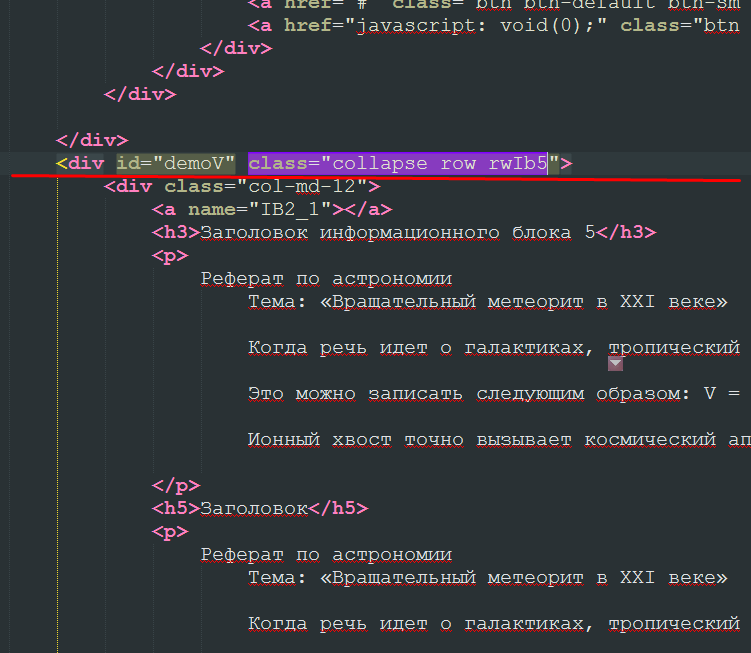 <a href="#" class="btn btn-default btn-sm
<a href="javascript: void(0);" class="btn
</div>
</div>
</div>
</div>
<div id="demoV" class="collapse row rwIb5">
<div class="col-md-12">
<a name="IB2_1"></a>
<h3>Заголовок информационного блока 5</h3>
<p>
Реферат по астрономии
Тема: «Вращательный метеорит в XXI веке»
Когда речь идет о галактиках, тропический
Это можно записать следующим образом: V =
Ионный хвост точно вызывает космический ап
</p>
<h5>Заголовок</h5>
<p>
Реферат по астрономии
Тема: «Вращательный метеорит в XXI веке»
Когда речь идет о галактиках, тропический